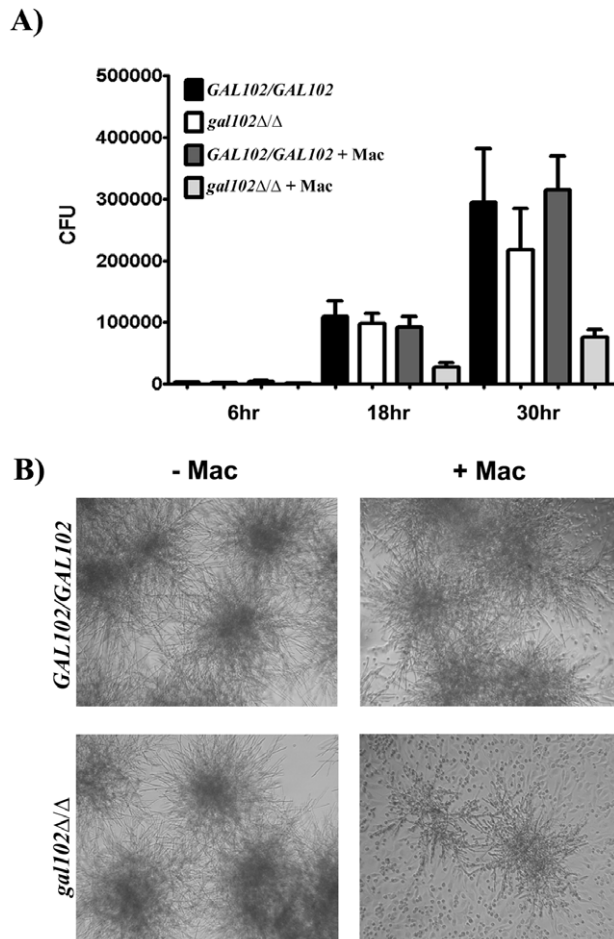 A)
500000
400000
300000
200000
100000
0
CFU
GAL102/GAL102
gal102Δ/Δ
GAL102/GAL102 + Mac
gal102Δ/Δ + Mac
6hr 18hr 30hr
B)
- Mac + Mac
GAL102/GAL102
gal102Δ/Δ